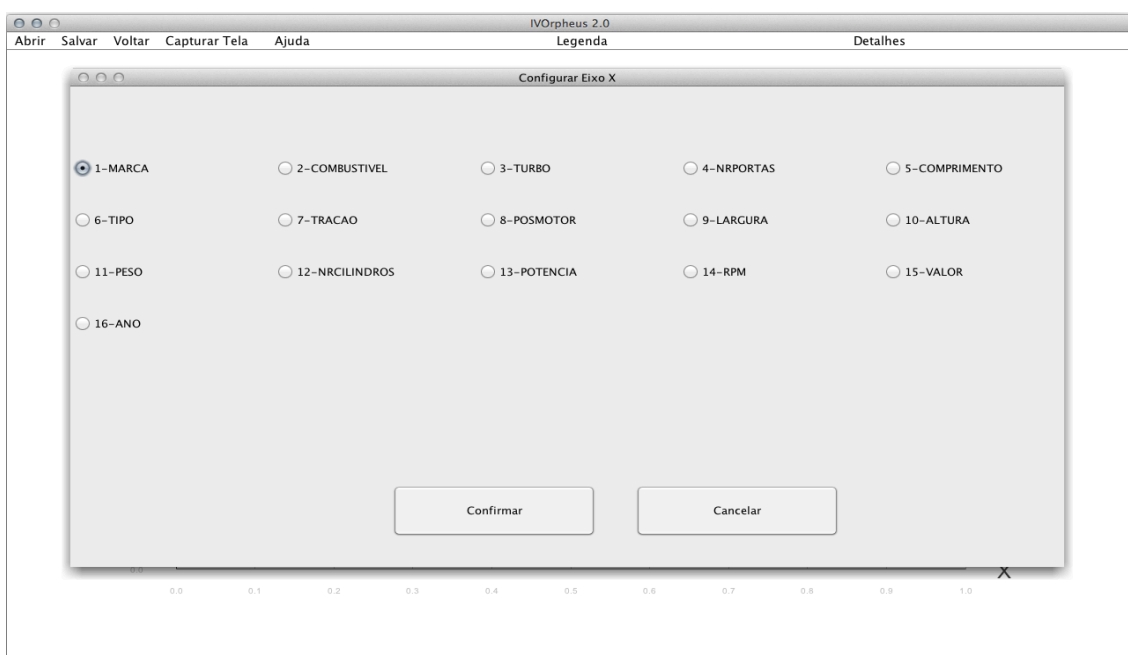 IVOrpheus 2.0
Abrir Salvar Voltar Capturar Tela Ajuda Legenda Detalhes
Configurar Eixo X
1-MARCA 2-COMBUSTIVEL 3-TURBO 4-NRPORTAS 5-COMPRIMENTO
6-TIPO 7-TRACAO 8-POSMOTOR 9-LARGURA 10-ALTURA
11-PESO 12-NRCILINDROS 13-POTENCIA 14-RPM 15-VALOR
16-ANO
Confirmar Cancelar
0.0 X
0.0 0.1 0.2 0.3 0.4 0.5 0.6 0.7 0.8 0.9 1.0